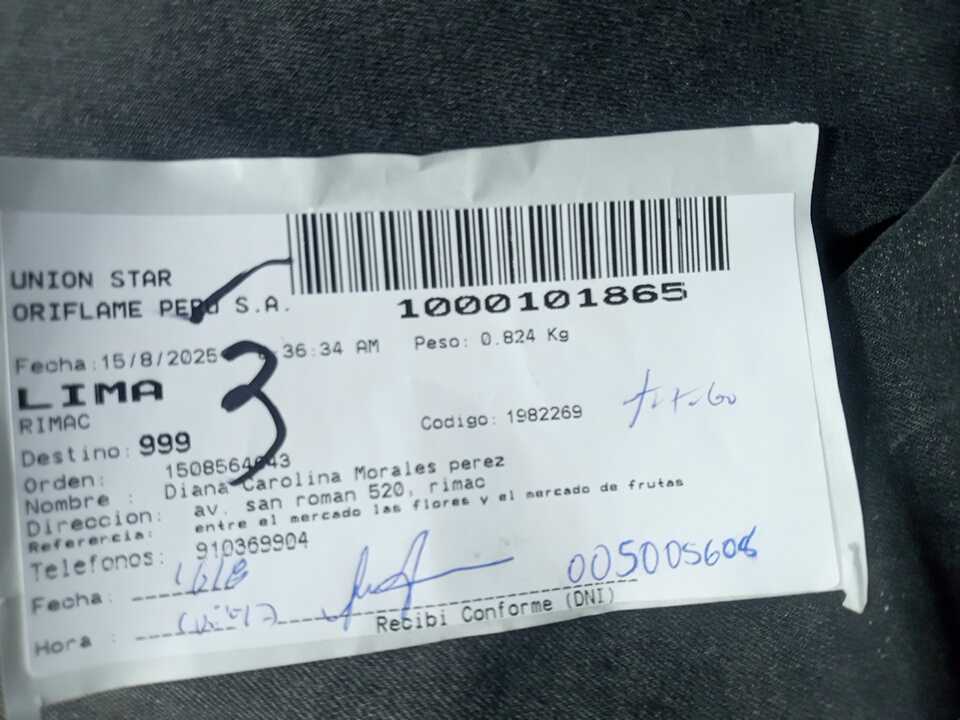 UNION STAR
ORIFLAME PERU S.A.
1000101865
Fecha:15/8/2025 36:34 AM Peso: 0.824 Kg
3
LIMA
RIMAC
Codigo: 1982269
Destino: 999
Orden:
Nombre : Diana Carolina Morales perez
Direccion: av. san roman 520, rimac
Referencia: entre el mercado las flores y el mercado de frutas
Telefonos: 910369904
Fecha:
005005608
Hora :
Recibi Conforme (DNI)